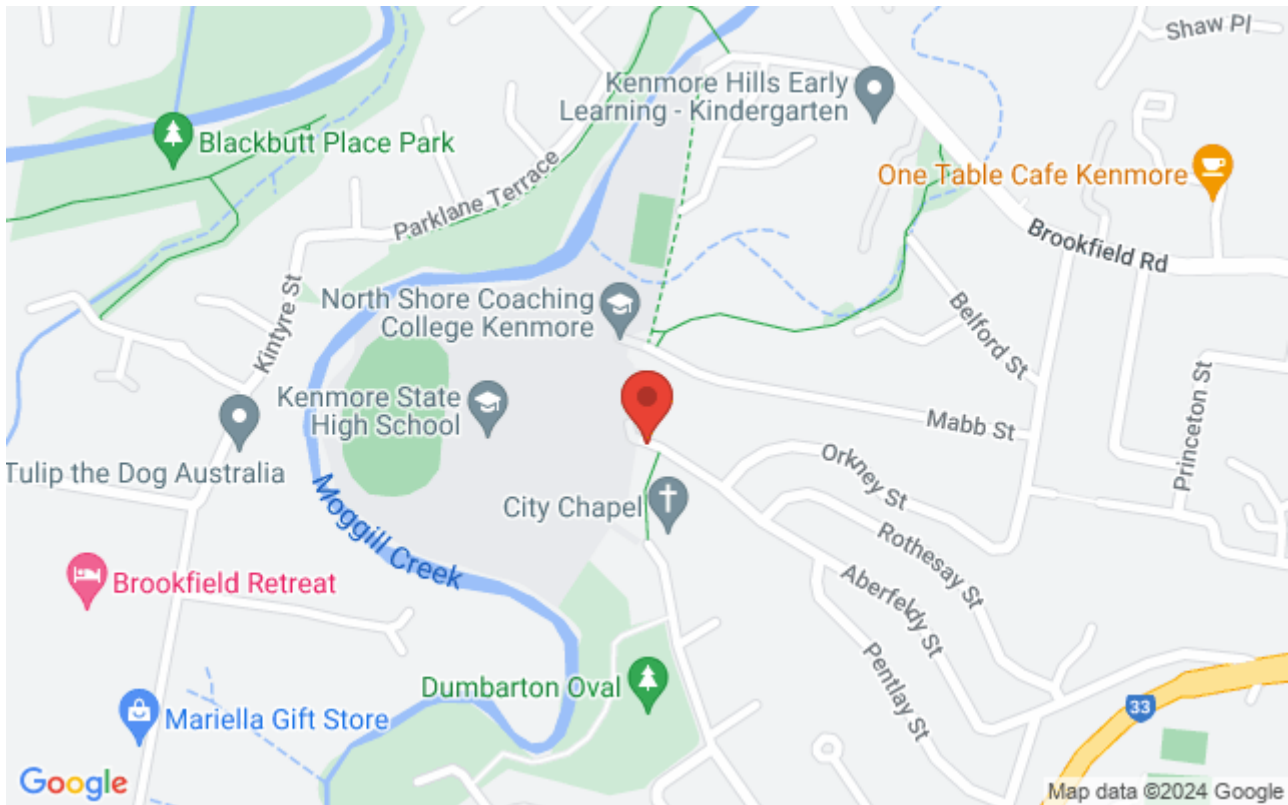 Shaw Pl
Kenmore Hills Early
Learning - Kindergarten
Blackbutt Place Park
One Table Cafe Kenmore
Parklane Terrace
Brookfield Rd
North Shore Coaching
College Kenmore
Kintyre St
Belford St
Kenmore State
High School
Mabb St
Princeton St
Tulip the Dog Australia
Orkney St
City Chapel
Moggill Creek
Rothesay St
Brookfield Retreat
Aberfeldy St
Pentlay St
Dumbarton Oval
33
Mariella Gift Store
Google
Map data ©2024 Google